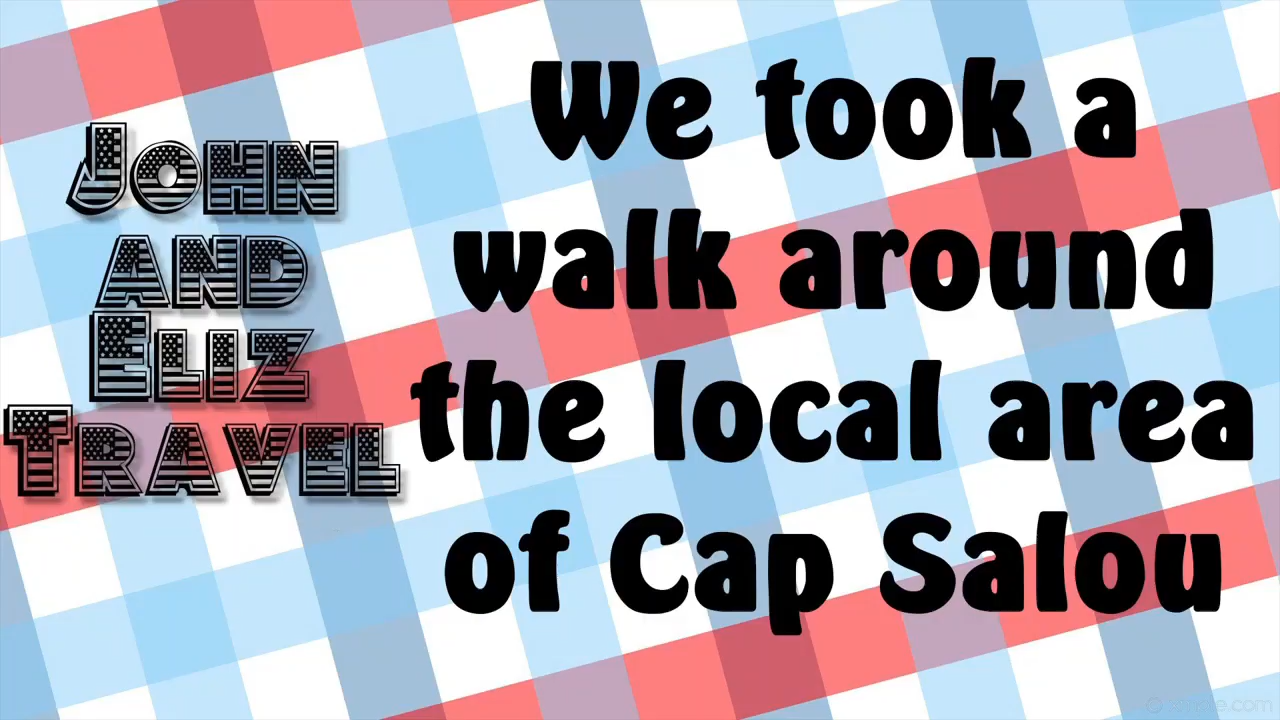 John
and
Eliz
Travel
We took a
walk around
the local area
of Cap Salou